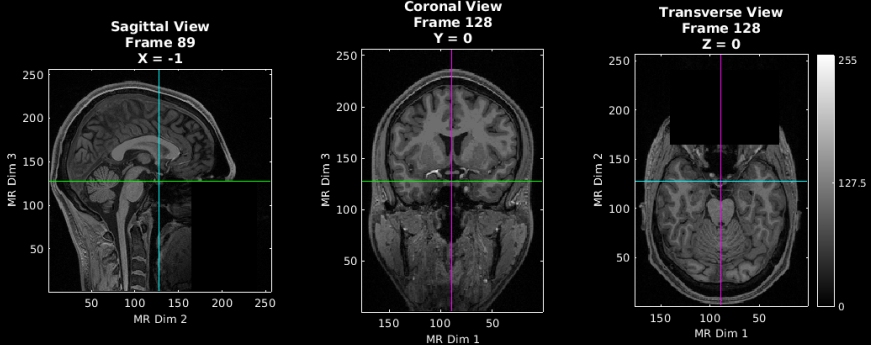 Sagittal View
Frame 89
X = -1
250
200
150
100
50
MR Dim 3
50
100
150
200
250
MR Dim 2
Coronal View
Frame 128
Y = 0
250
200
150
100
50
MR Dim 3
150
100
50
MR Dim 1
Transverse View
Frame 128
Z = 0
250
200
150
100
50
MR Dim 2
150
100
50
MR Dim 1
255
127.5
0